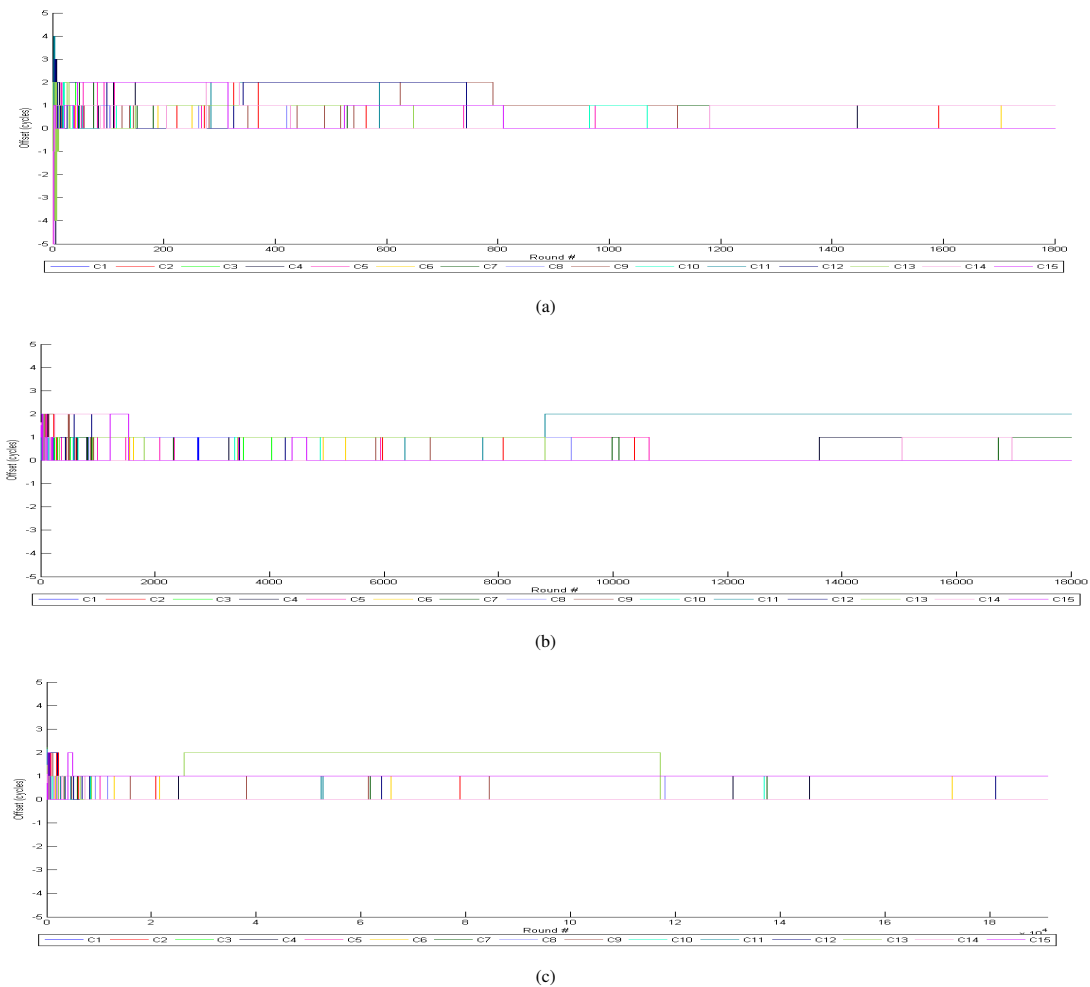 5
4
3
2
1
0
-1
-2
-3
-4
-5
Offset (cycles)
0 200 400 600 800 1000 1200 1400 1600 1800
Round #
C1 C2 C3 C4 C5 C6 C7 C8 C9 C10 C11 C12 C13 C14 C15
(a)
5
4
3
2
1
0
-1
-2
-3
-4
-5
Offset (cycles)
0 2000 4000 6000 8000 10000 12000 14000 16000 18000
Round #
C1 C2 C3 C4 C5 C6 C7 C8 C9 C10 C11 C12 C13 C14 C15
(b)
5
4
3
2
1
0
-1
-2
-3
-4
-5
Offset (cycles)
0 2 4 6 8 10 12 14 16 18
Round #
× 10⁴
C1 C2 C3 C4 C5 C6 C7 C8 C9 C10 C11 C12 C13 C14 C15
(c)